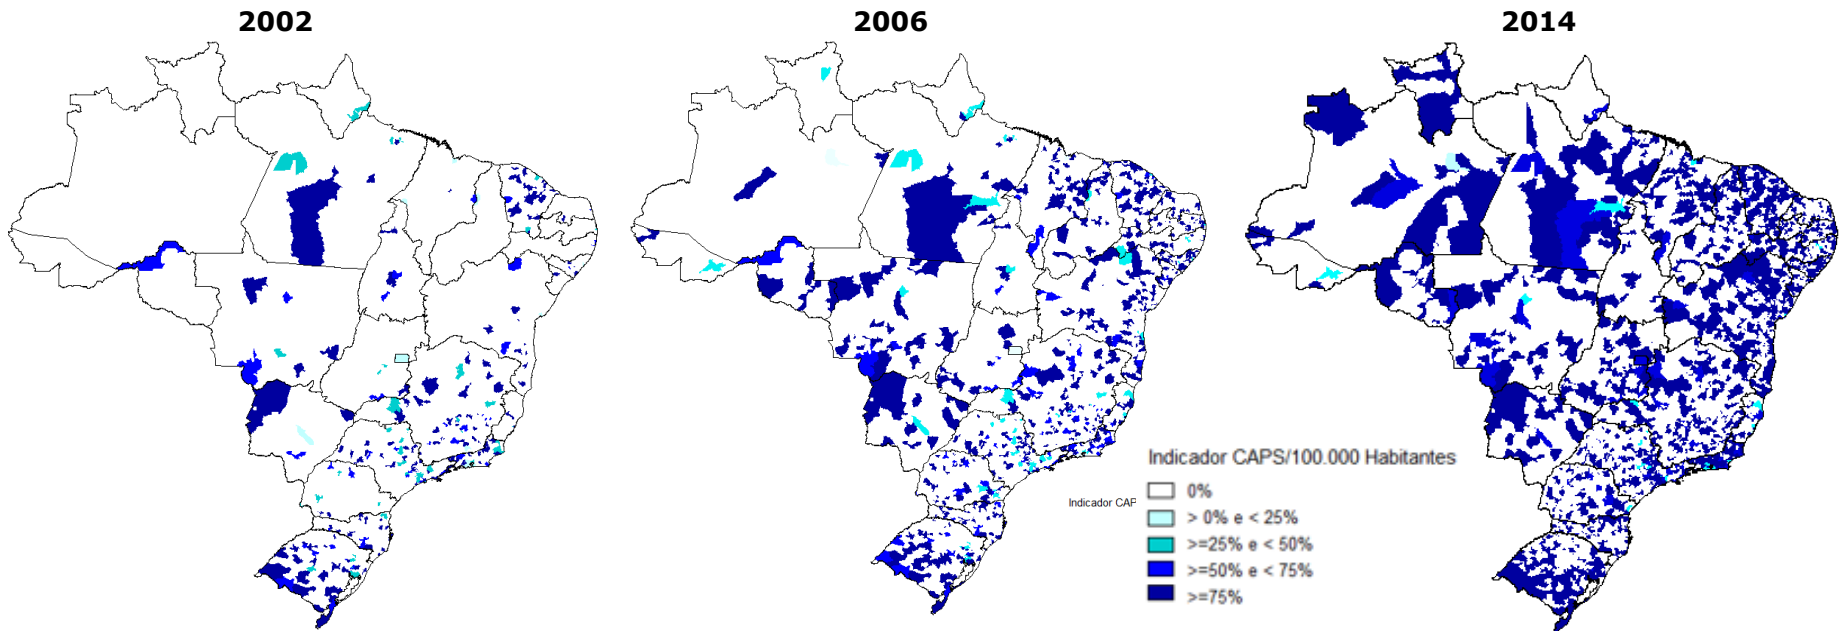 2002
2006
2014
Indicador CAPS/100.000 Habitantes
0%
> 0% e < 25%
Indicador CAP
>=25% e < 50%
>=50% e < 75%
>=75%